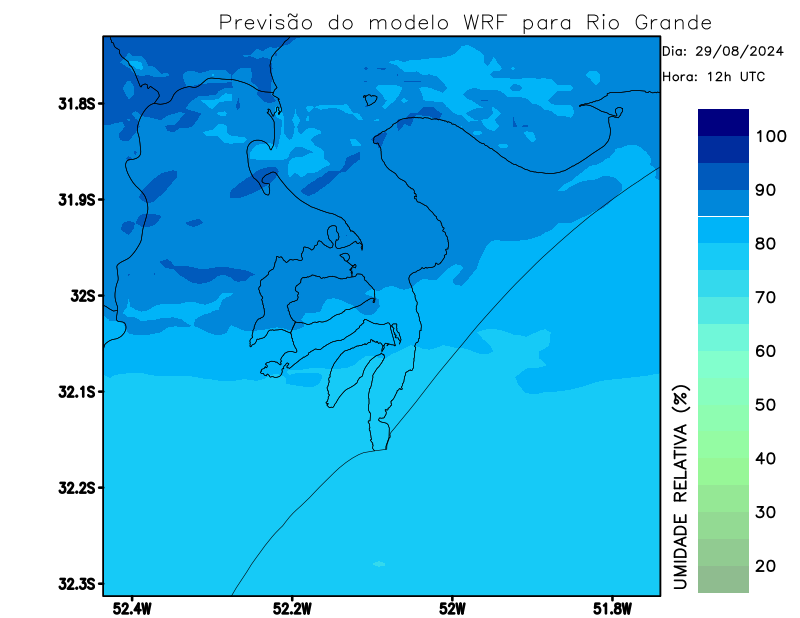 Previsão do modelo WRF para Rio Grande
Dia: 29/08/2024
Hora: 12h UTC
31.8S
31.9S
32S
32.1S
32.2S
32.3S
52.4W
52.2W
52W
51.8W
100
90
80
70
60
50
40
30
20
UMIDADE RELATIVA (%)